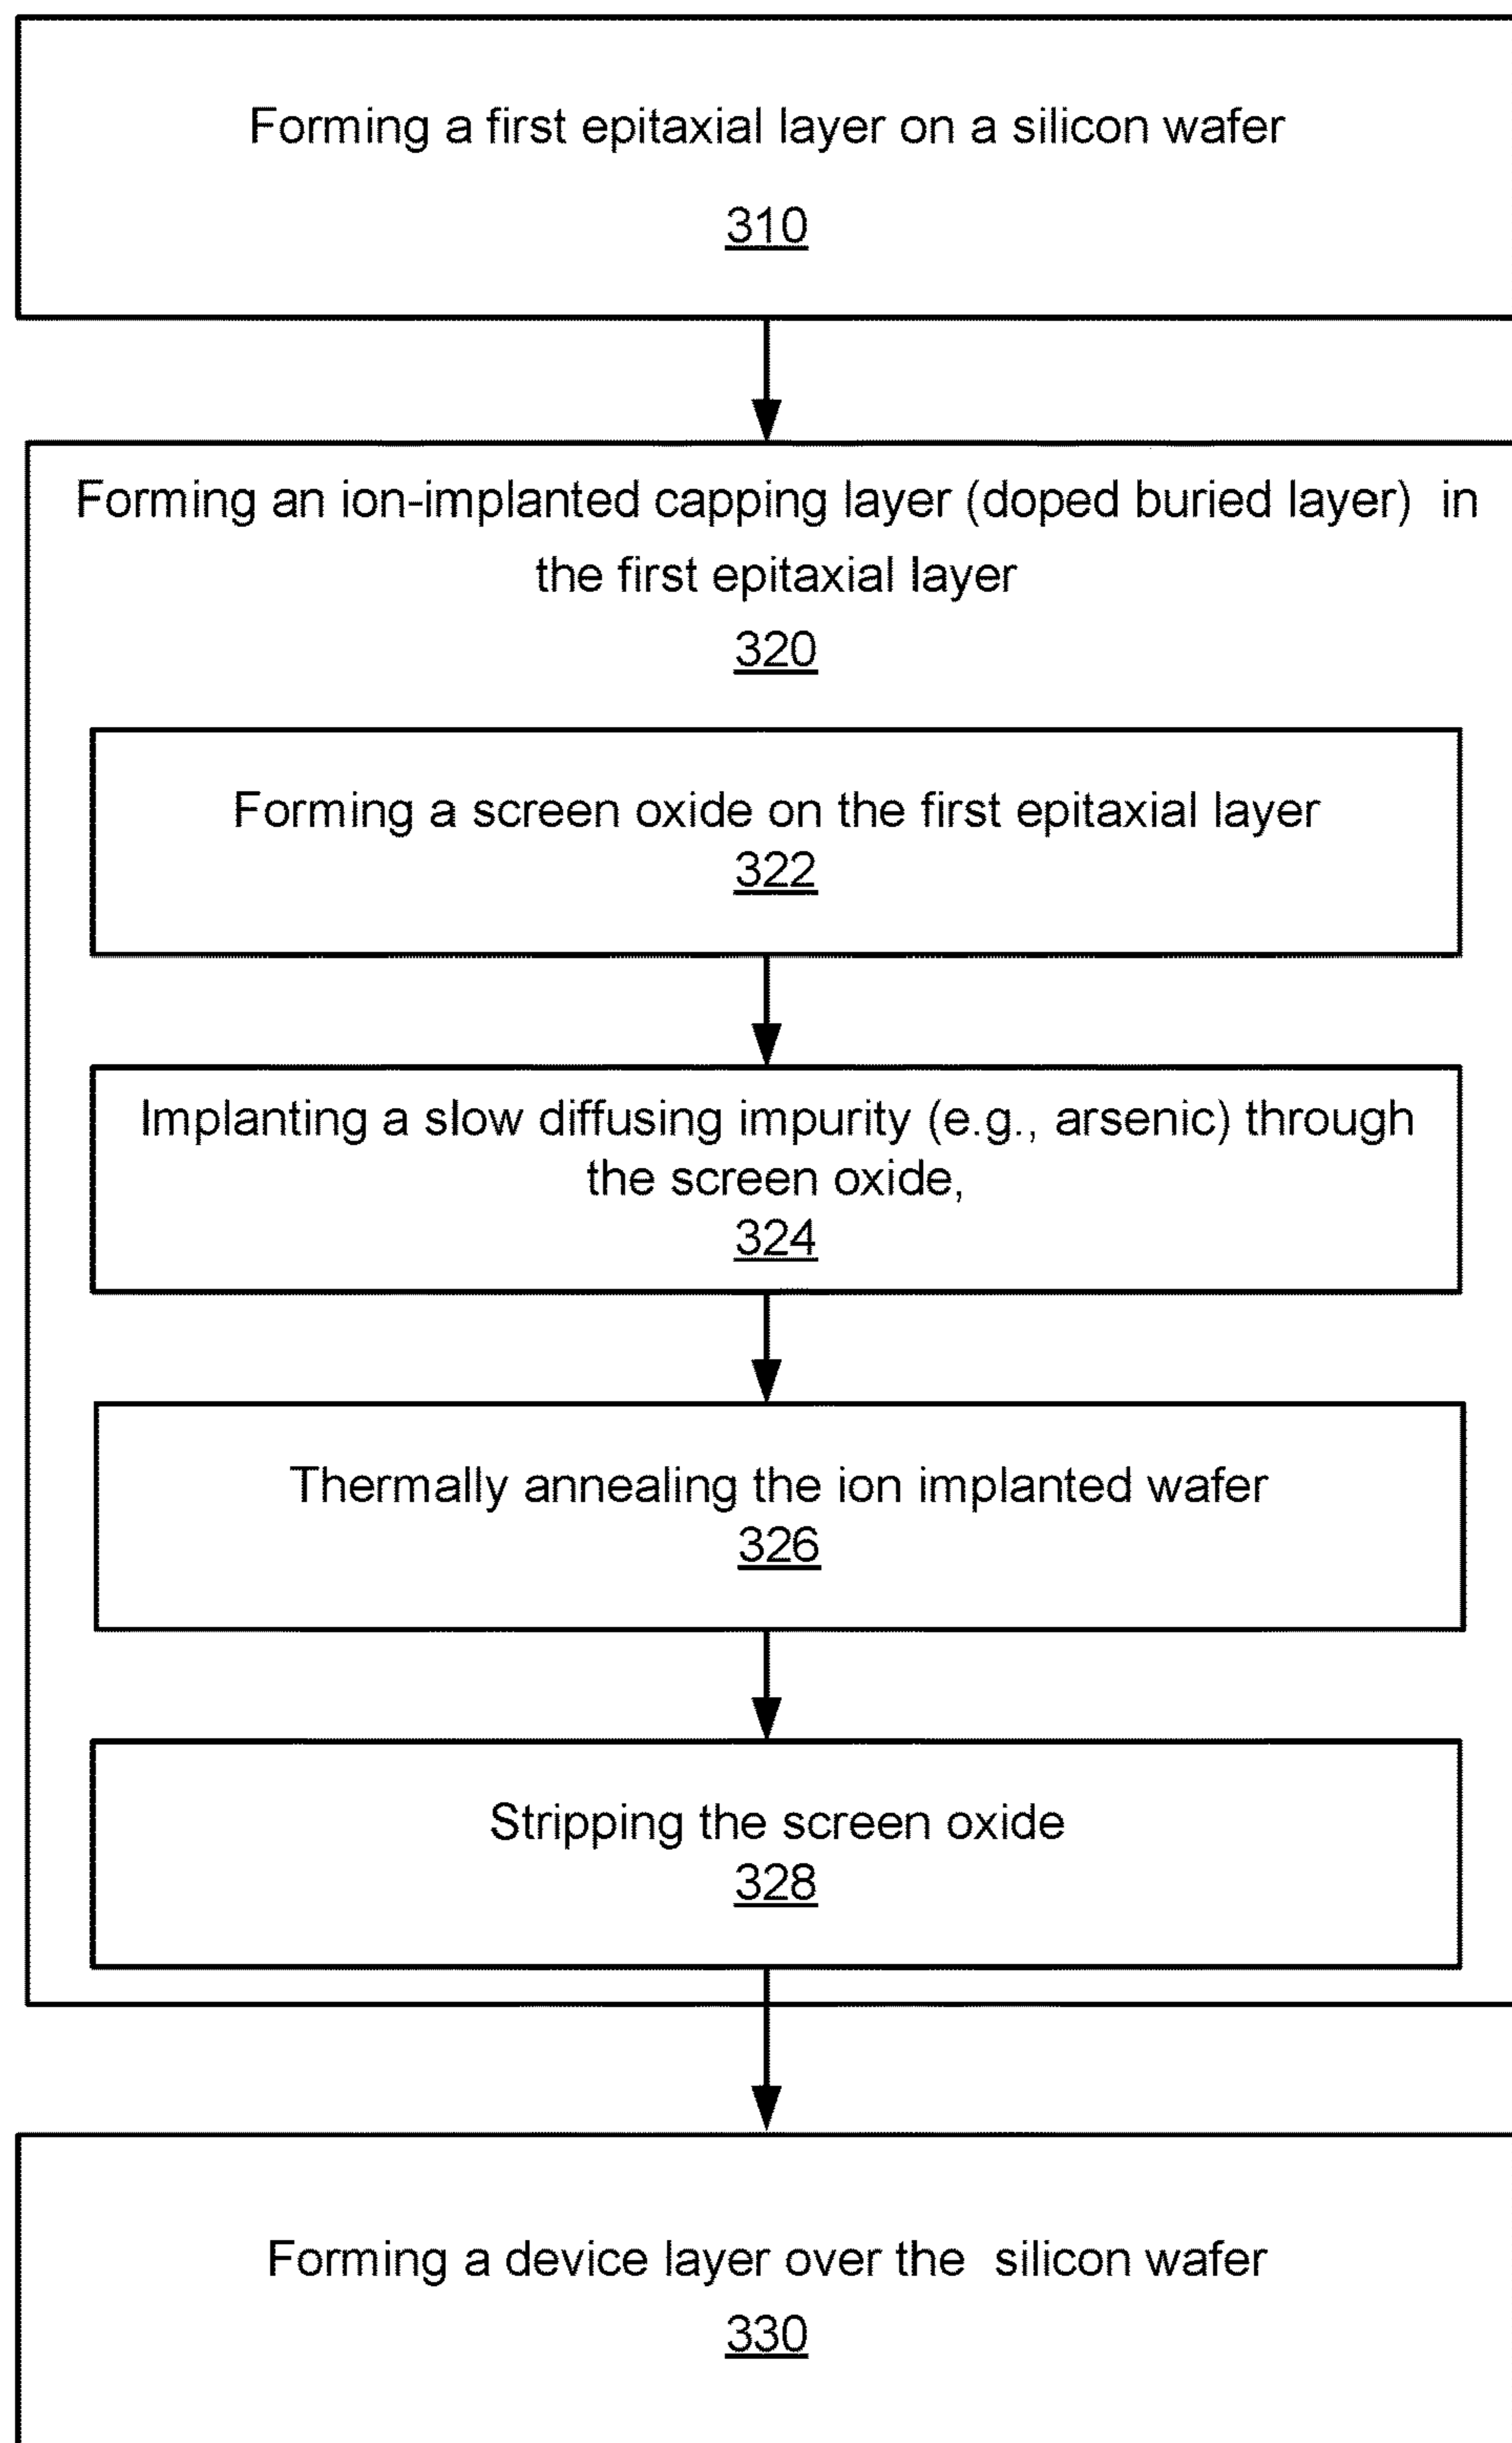 Forming a first epitaxial layer on a silicon wafer
310
Forming an ion-implanted capping layer (doped buried layer)  in
the first epitaxial layer
320
Forming a screen oxide on the first epitaxial layer
322
Implanting a slow diffusing impurity (e.g., arsenic) through
the screen oxide,
324
Thermally annealing the ion implanted wafer
326
Stripping the screen oxide
328
Forming a device layer over the  silicon wafer
330